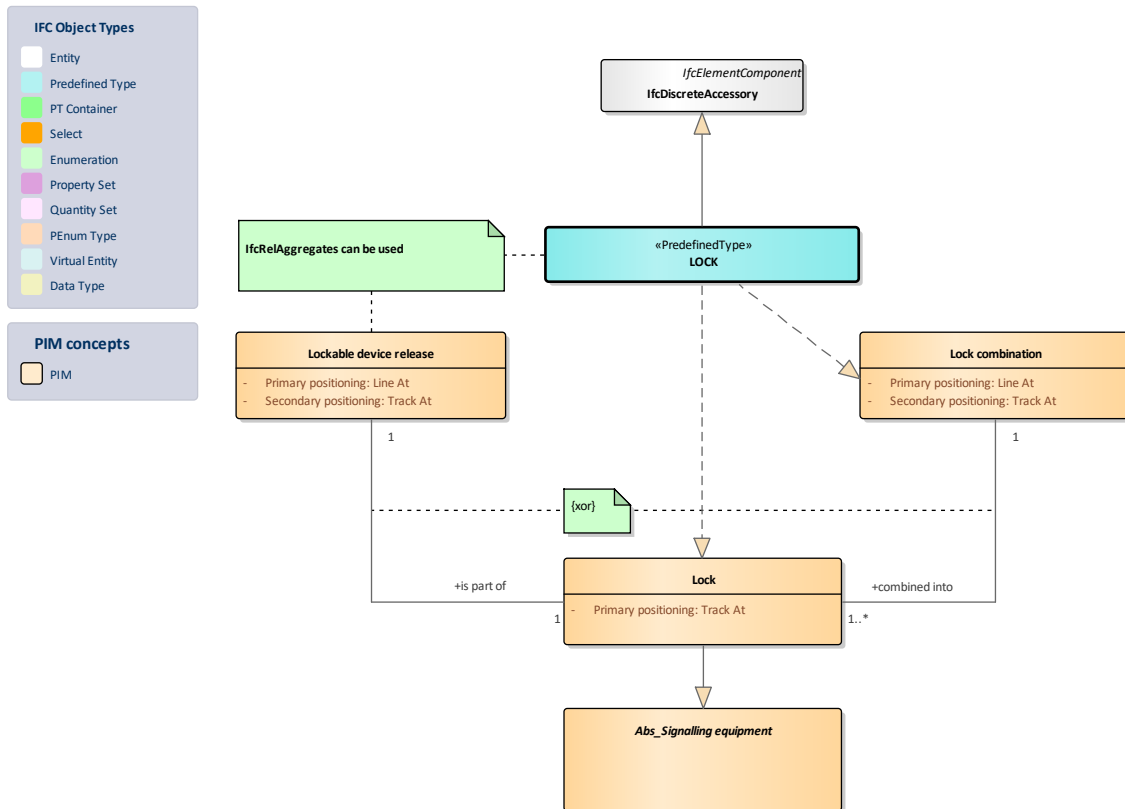 IFC Object Types
Entity
Predefined Type
PT Container
Select
Enumeration
Property Set
Quantity Set
PEnum Type
Virtual Entity
Data Type
PIM concepts
PIM
IfcElementComponent
IfcDiscreteAccessory
IfcRelAggregates can be used
«PredefinedType»
LOCK
Lockable device release
- Primary positioning: Line At
- Secondary positioning: Track At
Lock combination
- Primary positioning: Line At
- Secondary positioning: Track At
1
1
{xor}
+is part of
1
Lock
- Primary positioning: Track At
+combined into
1..*
Abs_Signalling equipment